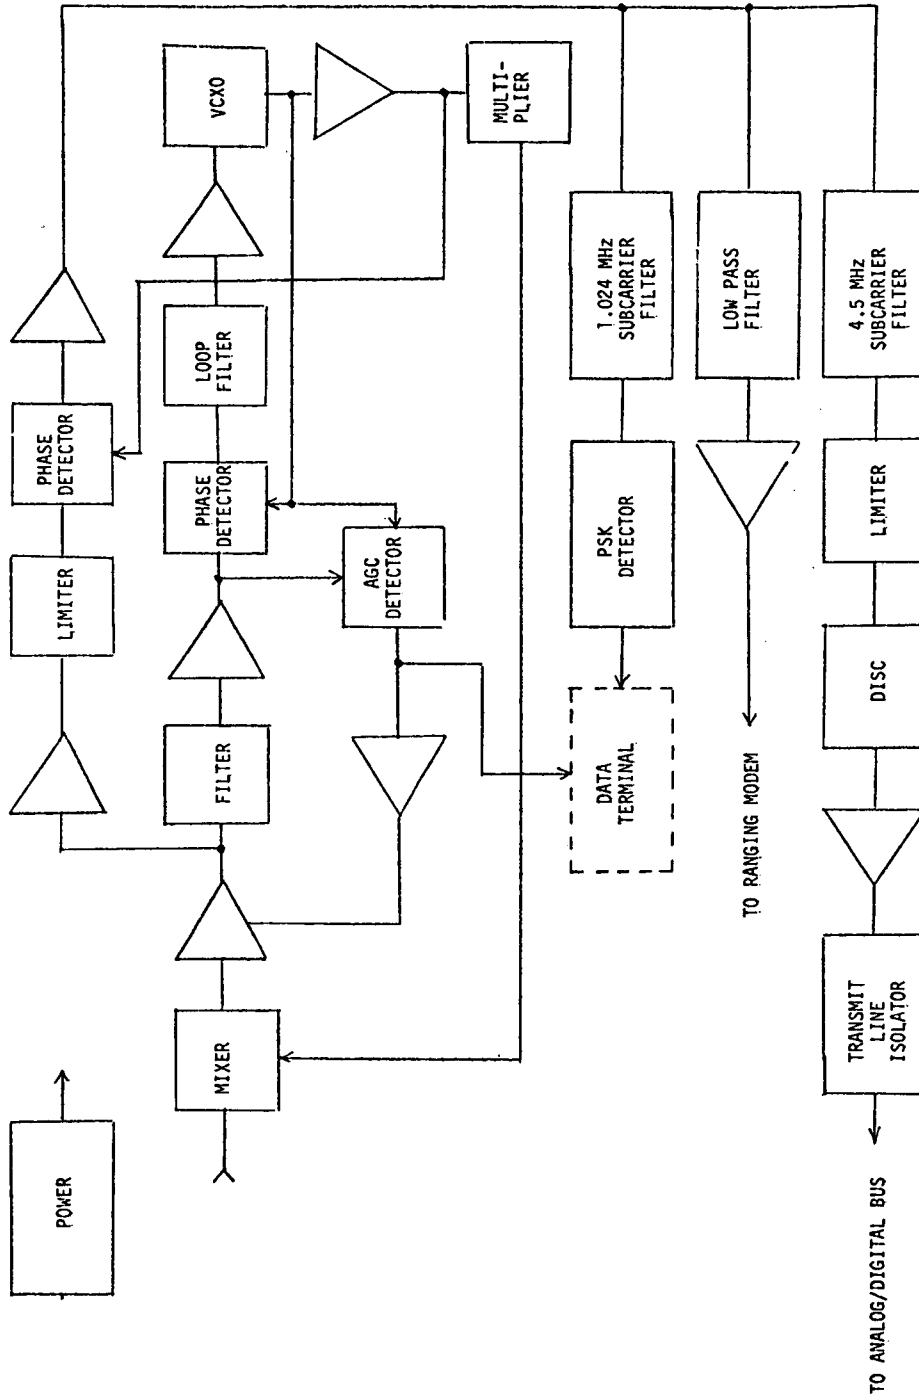 POWER
LIMITER
PHASE
DETECTOR
MIXER
FILTER
PHASE
DETECTOR
LOOP
FILTER
VCXO
AGC
DETECTOR
MULTI-
PLIER
DATA
TERMINAL
PSK
DETECTOR
1.024 MHz
SUBCARRIER
FILTER
TO RANGING MODEM
LOW PASS
FILTER
TO ANALOG/DIGITAL BUS
TRANSMIT
LINE
ISOLATOR
DISC
LIMITER
4.5 MHz
SUBCARRIER
FILTER